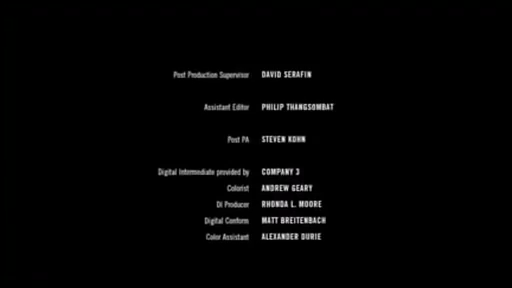 Post Production Supervisor DAVID SERAFIN
Assistant Editor PHILIP THANGSOMBAT
Post PA STEVEN KOHN
Digital Intermediate provided by COMPANY 3
Colorist ANDREW GEARY
DI Producer RHONDA L. MOORE
Digital Conform MATT BREITENBACH
Color Assistant ALEXANDER DURIE